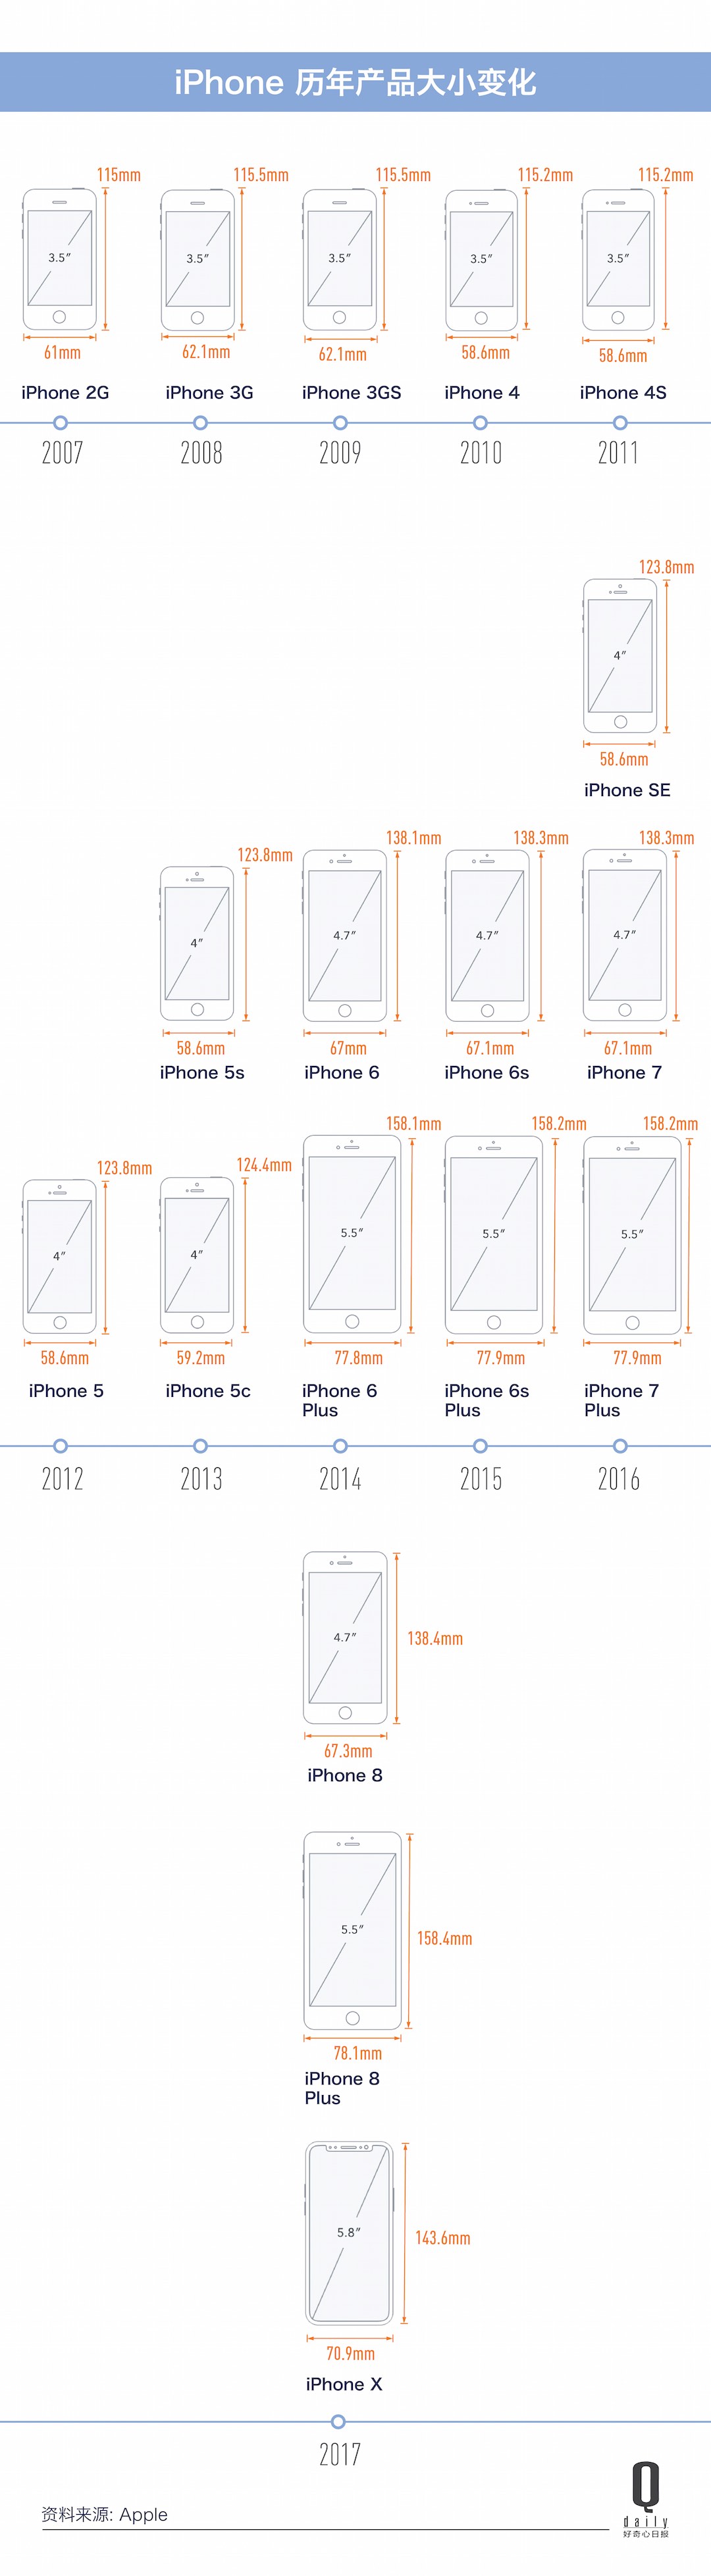 iPhone 历年产品大小变化
115mm
115.5mm
115.5mm
115.2mm
115.2mm
3.5″
3.5″
3.5″
3.5″
3.5″
61mm
62.1mm
62.1mm
58.6mm
58.6mm
iPhone 2G
iPhone 3G
iPhone 3GS
iPhone 4
iPhone 4S
2007
2008
2009
2010
2011
123.8mm
4″
58.6mm
iPhone SE
123.8mm
138.1mm
138.3mm
138.3mm
4″
4.7″
4.7″
4.7″
58.6mm
67mm
67.1mm
67.1mm
iPhone 5s
iPhone 6
iPhone 6s
iPhone 7
123.8mm
124.4mm
158.1mm
158.2mm
158.2mm
4″
4″
5.5″
5.5″
5.5″
58.6mm
59.2mm
77.8mm
77.9mm
77.9mm
iPhone 5
iPhone 5c
iPhone 6
Plus
iPhone 6s
Plus
iPhone 7
Plus
2012
2013
2014
2015
2016
4.7″
138.4mm
67.3mm
iPhone 8
5.5″
158.4mm
78.1mm
iPhone 8
Plus
5.8″
143.6mm
70.9mm
iPhone X
2017
资料来源: Apple
Q
daily
好奇心日报